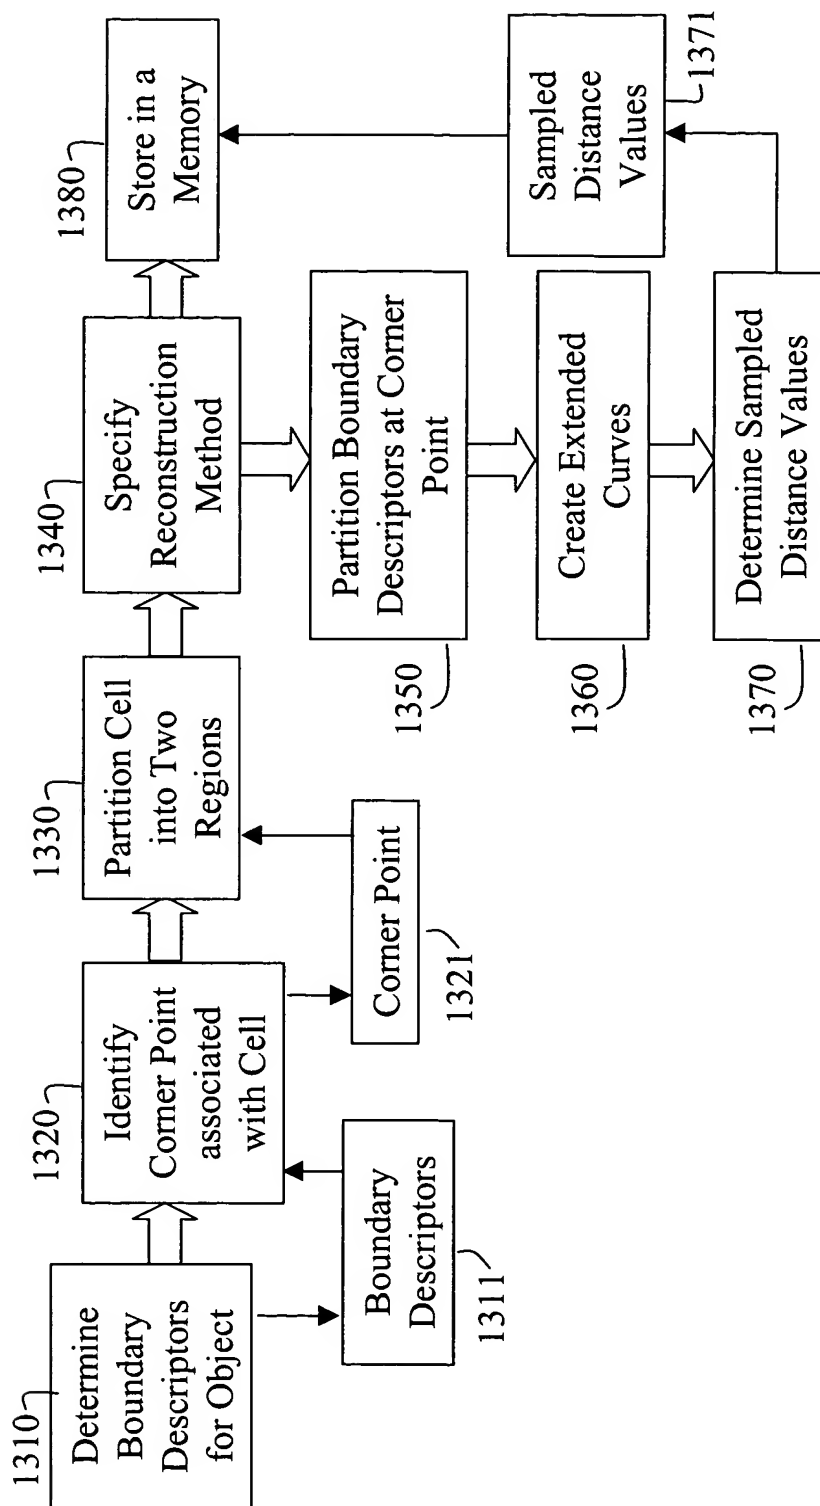 1310
Determine
Boundary
Descriptors
for Object
1311
Boundary
Descriptors
1320
Identify
Corner Point
associated
with Cell
1321
Corner Point
1330
Partition Cell
into Two
Regions
1340
Specify
Reconstruction
Method
1350
Partition Boundary
Descriptors at Corner
Point
1360
Create Extended
Curves
1370
Determine Sampled
Distance Values
1371
Sampled
Distance
Values
1380
Store in a
Memory